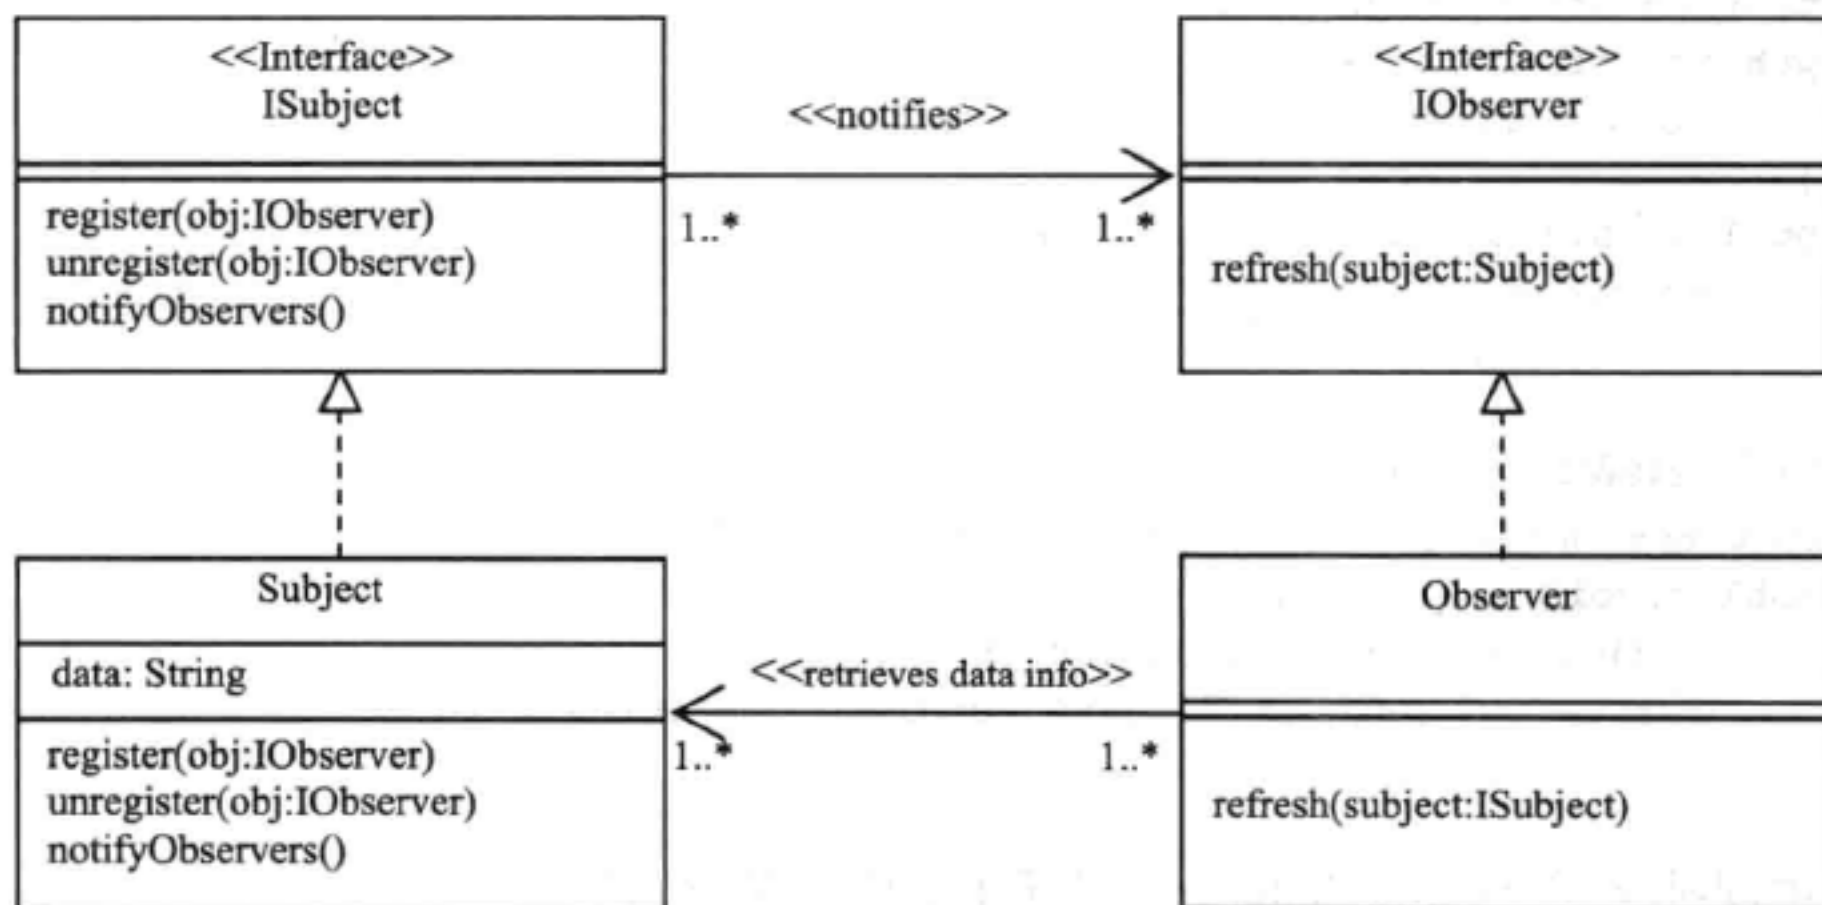 <<Interface>>
ISubject
register(obj:IObserver)
unregister(obj:IObserver)
notifyObservers()
<<notifies>>
1..*
1..*
<<Interface>>
IObserver
refresh(subject:Subject)
Subject
data: String
register(obj:IObserver)
unregister(obj:IObserver)
notifyObservers()
<<retrieves data info>>
1..*
1..*
Observer
refresh(subject:ISubject)